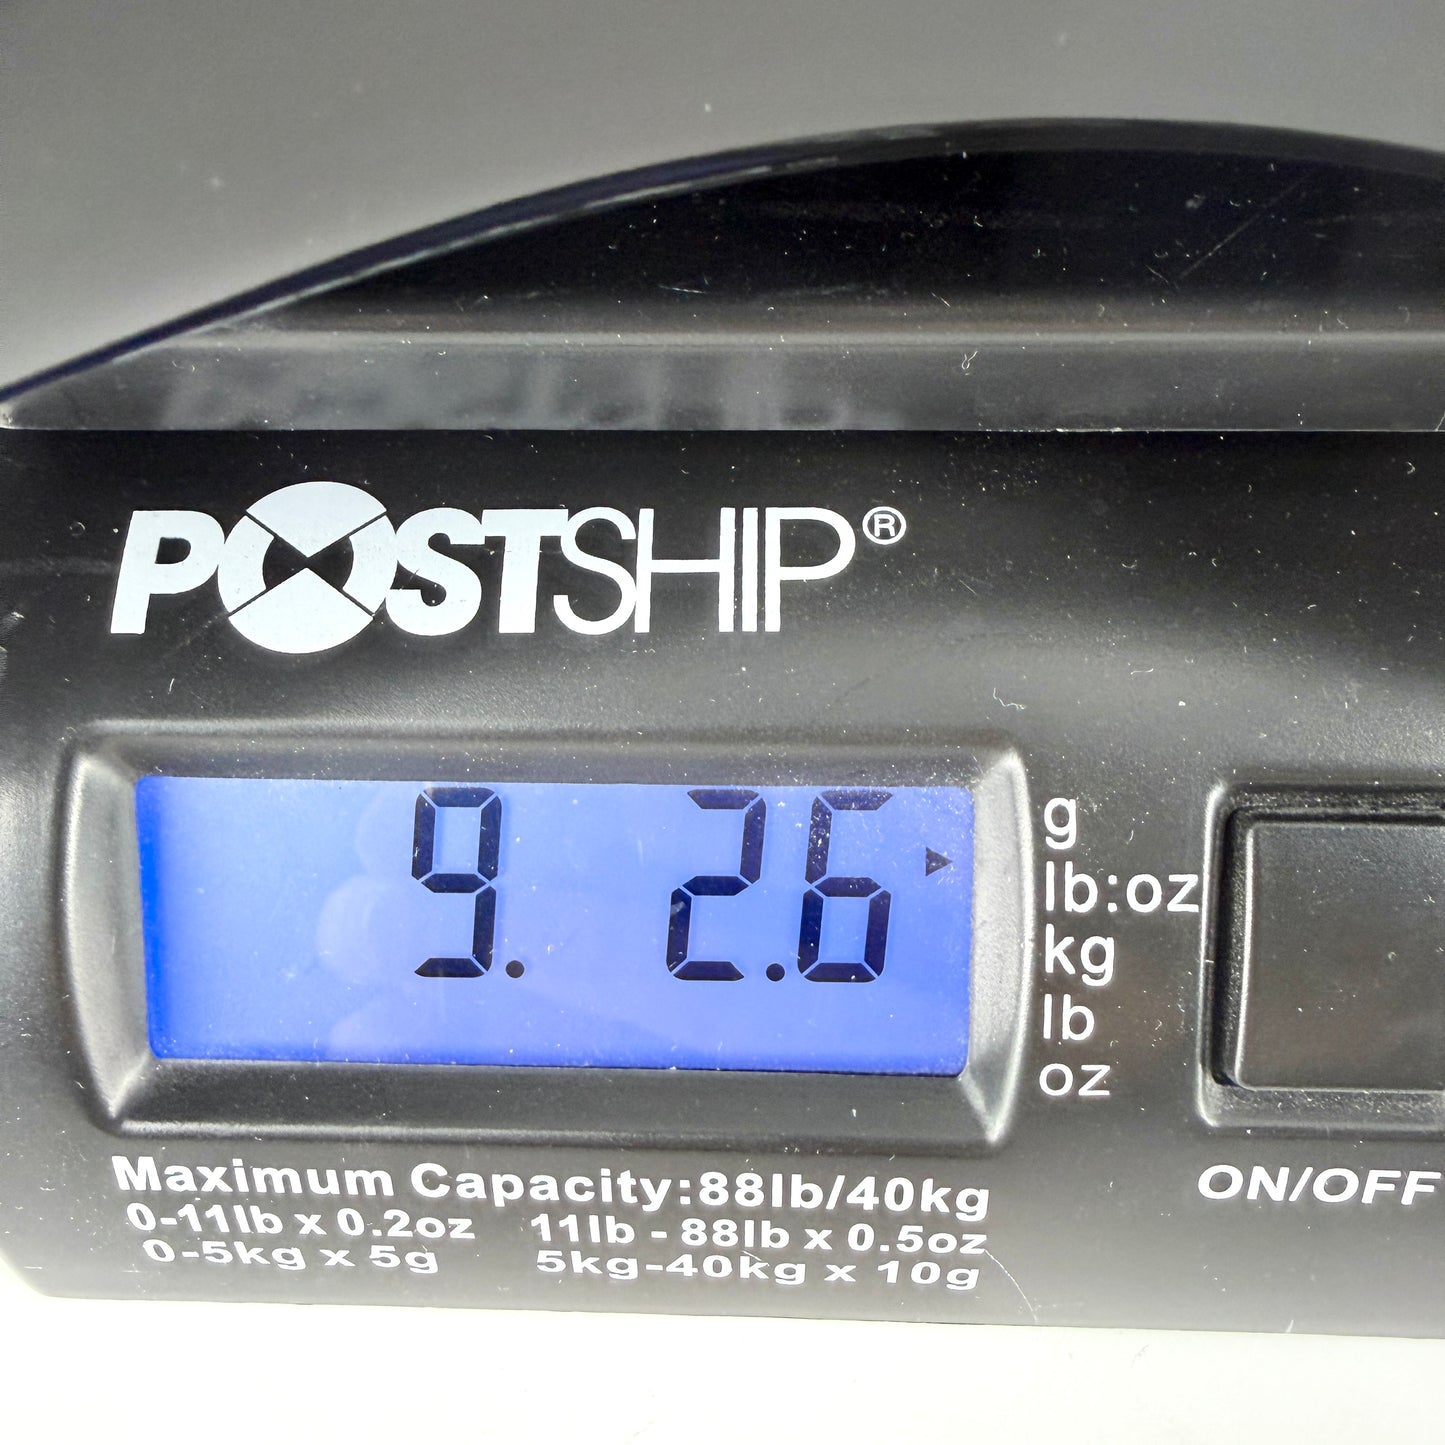 POSTSHIP®
9. 2.6
g
lb:oz
kg
lb
oz
Maximum Capacity:88lb/40kg
0-11lb x 0.2oz 11lb - 88lb x 0.5oz
0-5kg x 5g 5kg-40kg x 10g
ON/OFF